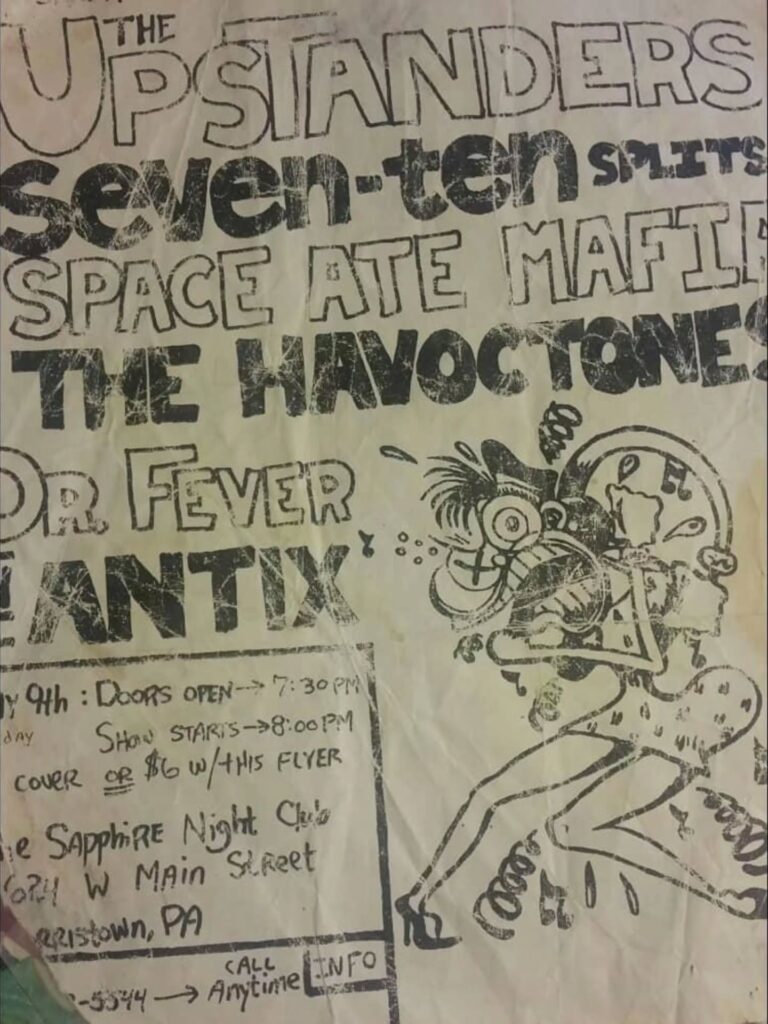 THE
UPSTANDERS
seven-ten SPLITS
SPACE ATE MAFIA
THE HAVOCTONES
DR. FEVER
ANTIX
y 9th : DOORS OPEN → 7:30 PM
day SHOW STARTS → 8:00 PM
COVER OR $6 W/THIS FLYER
e SAPPHIRE Night Club
W MAIN Street
RRISTOWN, PA
-5544 → CALL Anytime INFO